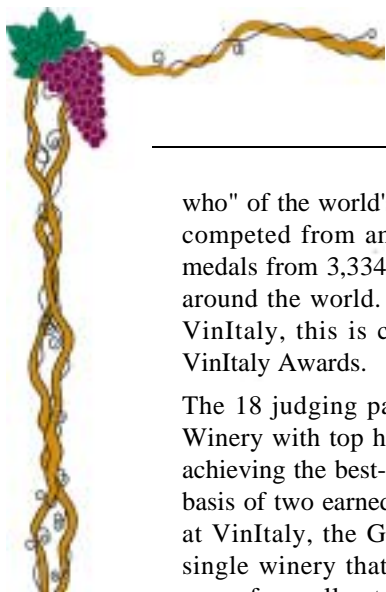 who" of the world'
competed from an
medals from 3,334
around the world.
VinItaly, this is c
VinItaly Awards.
The 18 judging pa
Winery with top h
achieving the best-
basis of two earned
at VinItaly, the G
single winery that